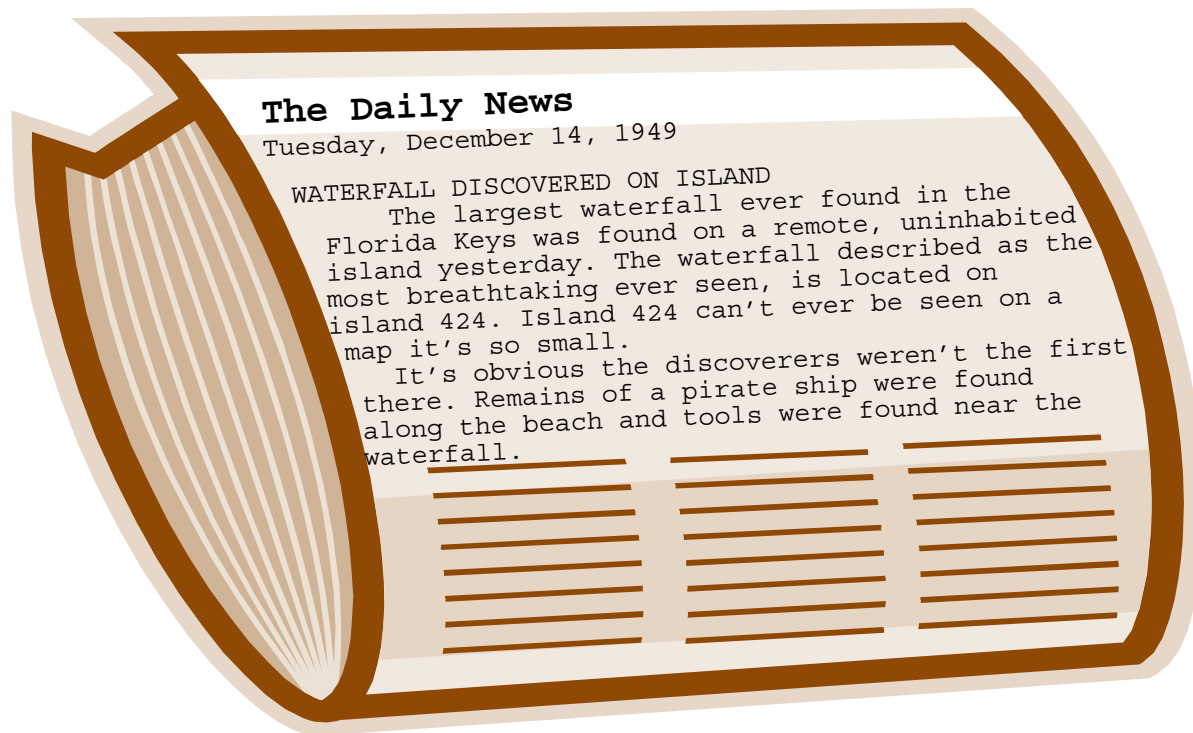 The Daily News
Tuesday, December 14, 1949
WATERFALL DISCOVERED ON ISLAND
The largest waterfall ever found in the
Florida Keys was found on a remote, uninhabited
island yesterday. The waterfall described as the
most breathtaking ever seen, is located on
island 424. Island 424 can't ever be seen on a
map it's so small.
It's obvious the discoverers weren't the first
there. Remains of a pirate ship were found
along the beach and tools were found near the
waterfall.